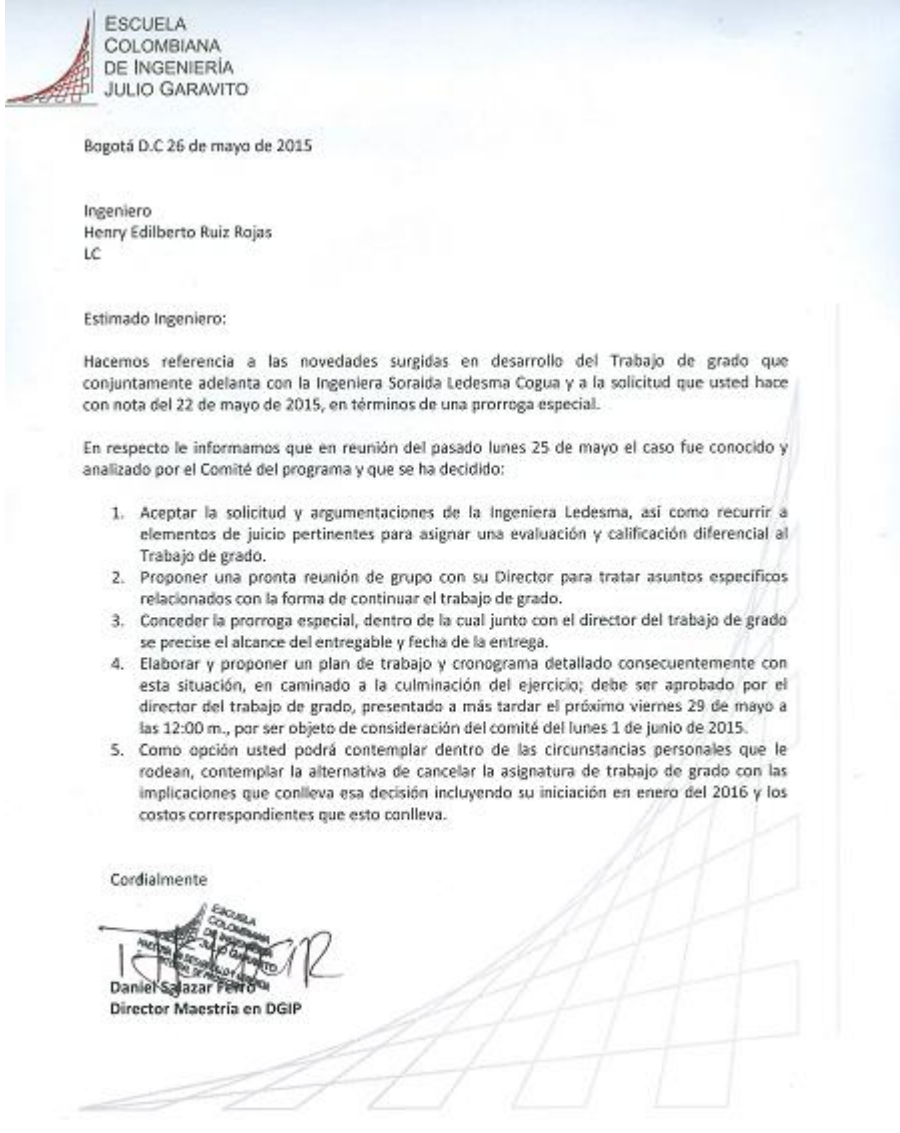 ESCUELA
COLOMBIANA
DE INGENIERÍA
JULIO GARAVITO
Bogotá D.C 26 de mayo de 2015
Ingeniero
Henry Edilberto Ruiz Rojas
LC
Estimado Ingeniero:
Hacemos referencia a las novedades surgidas en desarrollo del Trabajo de grado que
conjuntamente adelanta con la Ingeniera Soraida Ledesma Cogua y a la solicitud que usted hace
con nota del 22 de mayo de 2015, en términos de una prorroga especial.
En respecto le informamos que en reunión del pasado lunes 25 de mayo el caso fue conocido y
analizado por el Comité del programa y que se ha decidido:
1. Aceptar la solicitud y argumentaciones de la Ingeniera Ledesma, así como recurrir a
elementos de juicio pertinentes para asignar una evaluación y calificación diferencial al
Trabajo de grado.
2. Proponer una pronta reunión de grupo con su Director para tratar asuntos específicos
relacionados con la forma de continuar el trabajo de grado.
3. Conceder la prorroga especial, dentro de la cual junto con el director del trabajo de grado
se precise el alcance del entregable y fecha de la entrega.
4. Elaborar y proponer un plan de trabajo y cronograma detallado consecuentemente con
esta situación, en caminado a la culminación del ejercicio; debe ser aprobado por el
director del trabajo de grado, presentado a más tardar el próximo viernes 29 de mayo a
las 12:00 m., por ser objeto de consideración del comité del lunes 1 de junio de 2015.
5. Como opción usted podrá contemplar dentro de las circunstancias personales que le
rodean, contemplar la alternativa de cancelar la asignatura de trabajo de grado con las
implicaciones que conlleva esa decisión incluyendo su iniciación en enero del 2016 y los
costos correspondientes que esto conlleva.
Cordialmente
ESCUELA
COLOMBIANA
DE INGENIERÍA
JULIO GARAVITO
Daniel Salazar Ferro
Director Maestría en DGIP